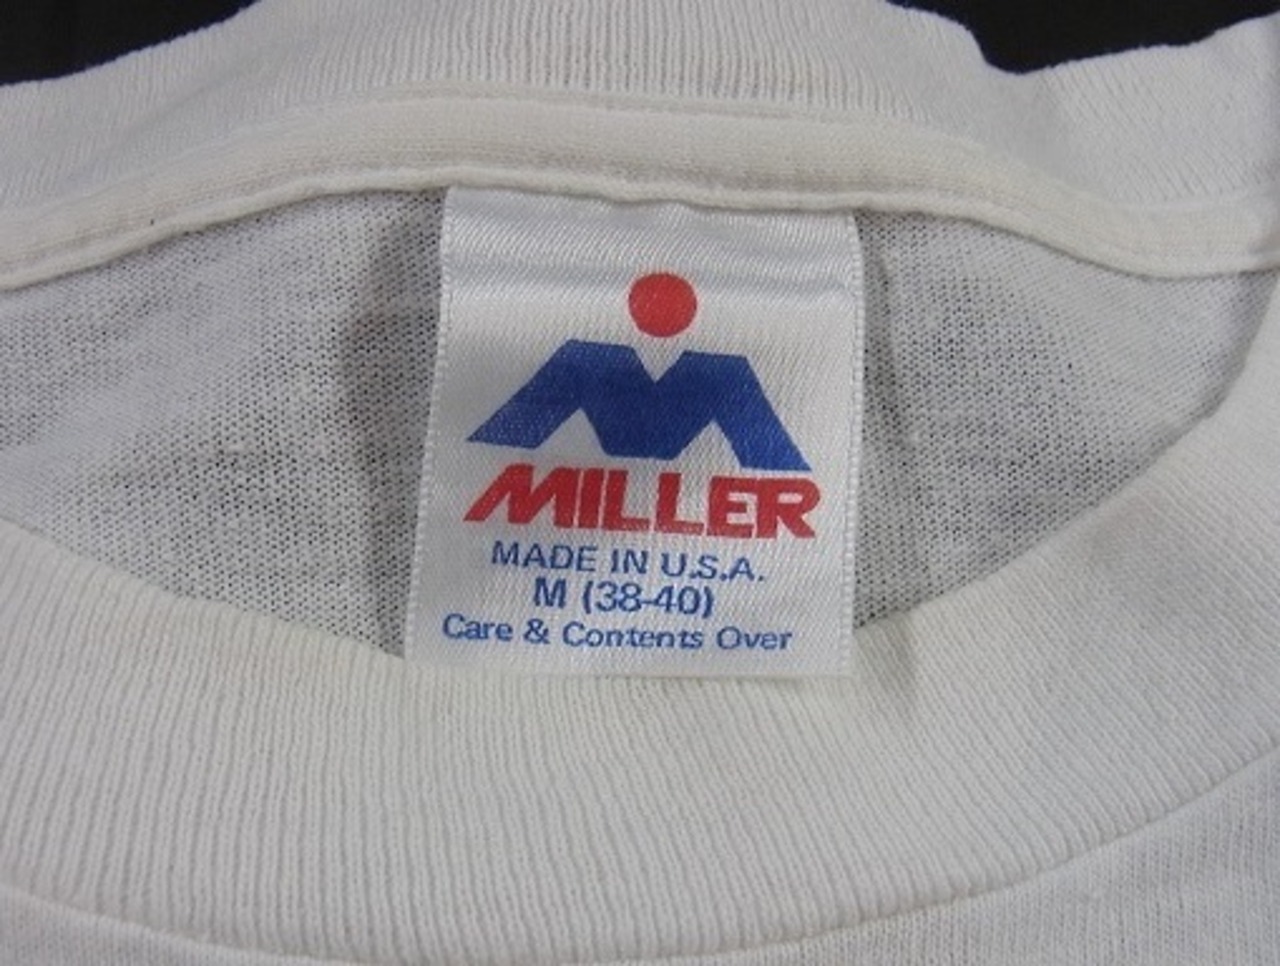 MILLER
MADE IN U.S.A.
M (38-40)
Care & Contents Over